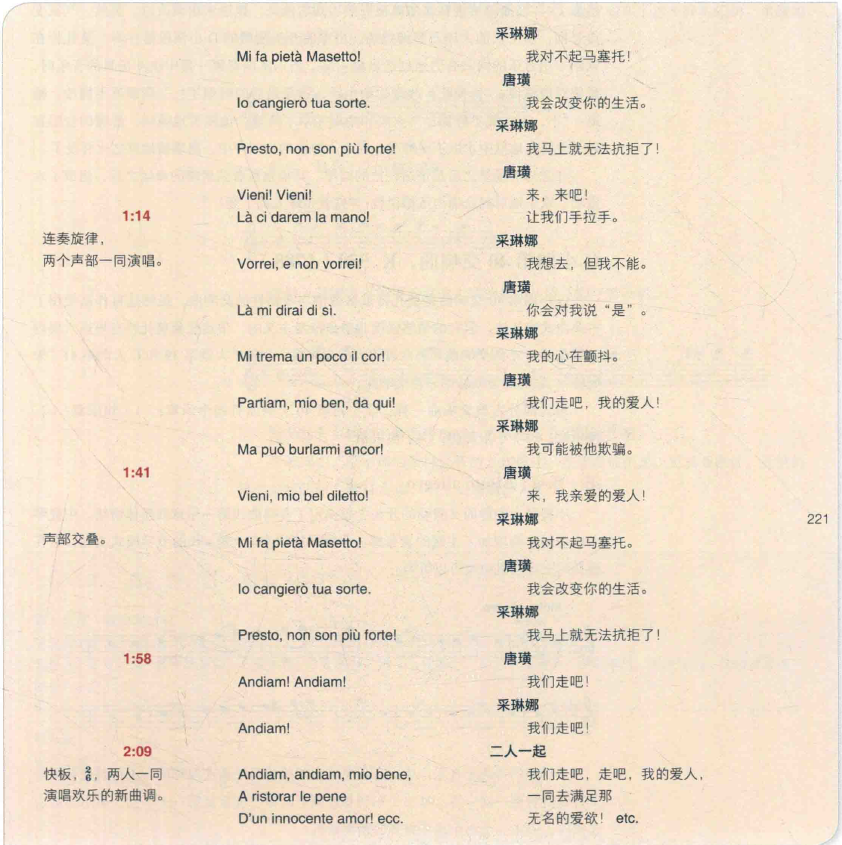 采琳娜
Mi fa pietà Masetto! 我对不起马塞托！
唐璜
Io cangierò tua sorte. 我会改变你的生活。
采琳娜
Presto, non son più forte! 我马上就无法抗拒了！
唐璜
Vieni! Vieni! 来，来吧！
1:14 Là ci darem la mano! 让我们手拉手。
连奏旋律， 采琳娜
两个声部一同演唱。 Vorrei, e non vorrei! 我想去，但我不能。
唐璜
Là mi dirai di sì. 你会对我说“是”。
采琳娜
Mi trema un poco il cor! 我的心在颤抖。
唐璜
Partiam, mio ben, da qui! 我们走吧，我的爱人！
采琳娜
Ma può burlarmi ancor! 我可能被他欺骗。
1:41 唐璜
Vieni, mio bel diletto! 来，我亲爱的爱人！
采琳娜 221
声部交叠。 Mi fa pietà Masetto! 我对不起马塞托。
唐璜
Io cangierò tua sorte. 我会改变你的生活。
采琳娜
Presto, non son più forte! 我马上就无法抗拒了！
1:58 唐璜
Andiam! Andiam! 我们走吧！
采琳娜
Andiam! 我们走吧！
2:09 二人一起
快板，2/6，两人一同 Andiam, andiam, mio bene, 我们走吧，走吧，我的爱人，
演唱欢乐的新曲调。 A ristorar le pene 一同去满足那
D'un innocente amor! ecc. 无名的爱欲！ etc.